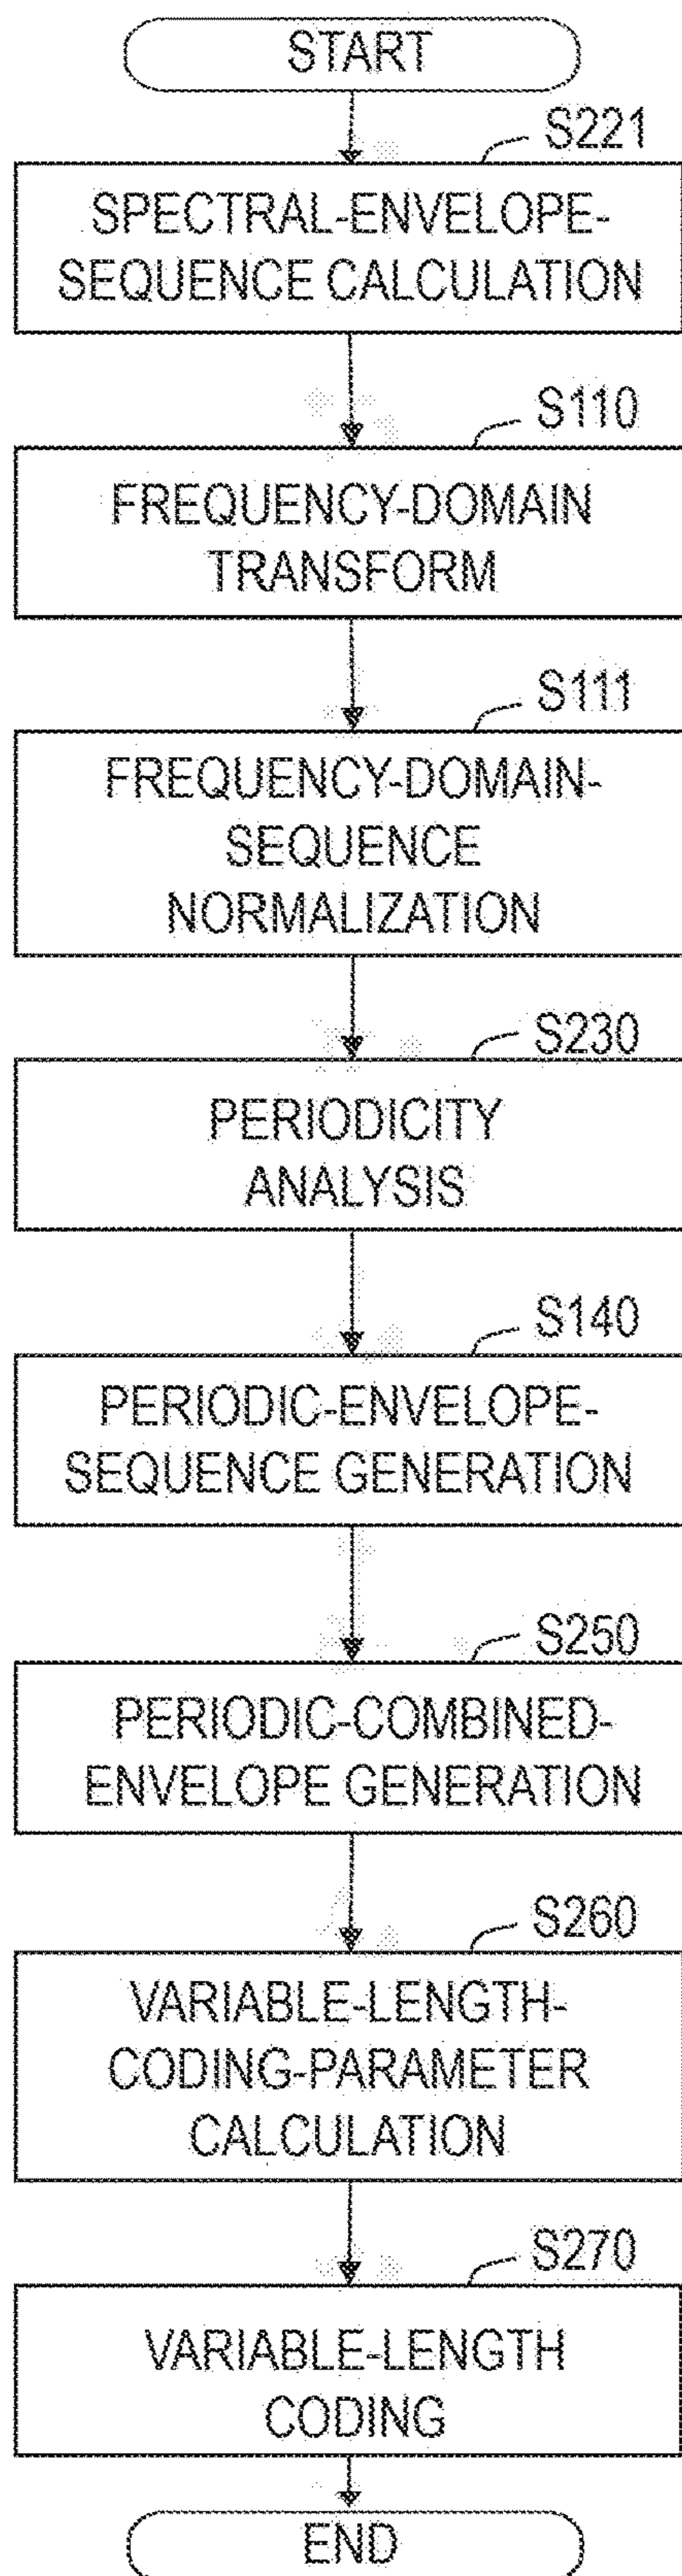 START
S221
SPECTRAL-ENVELOPE-
SEQUENCE CALCULATION
S110
FREQUENCY-DOMAIN
TRANSFORM
S111
FREQUENCY-DOMAIN-
SEQUENCE
NORMALIZATION
S230
PERIODICITY
ANALYSIS
S140
PERIODIC-ENVELOPE-
SEQUENCE GENERATION
S250
PERIODIC-COMBINED-
ENVELOPE GENERATION
S260
VARIABLE-LENGTH-
CODING-PARAMETER
CALCULATION
S270
VARIABLE-LENGTH
CODING
END